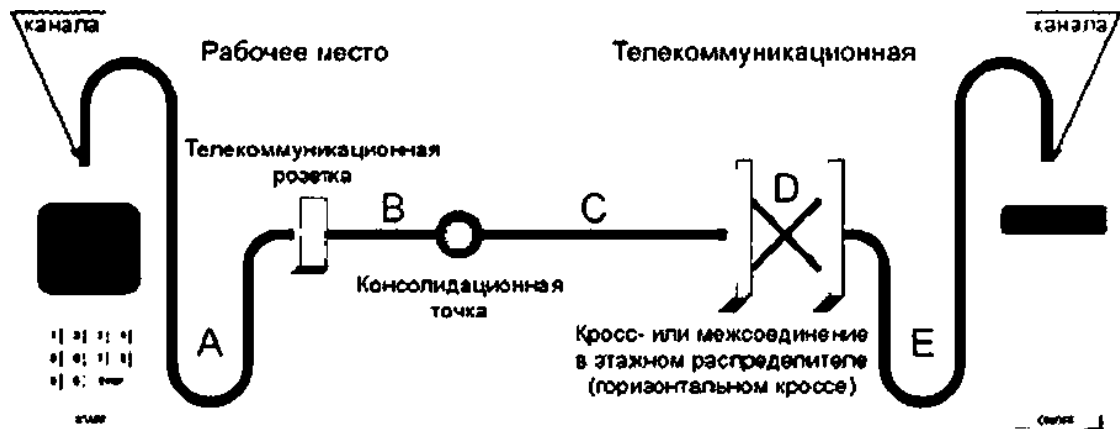 канала
канала
Рабочее место
Телекоммуникационная
Телекоммуникационная
розетка
B
C
D
Консолидационная
точка
A
Кросс- или межсоединение
в этажном распределителе
(горизонтальном кроссе)
E